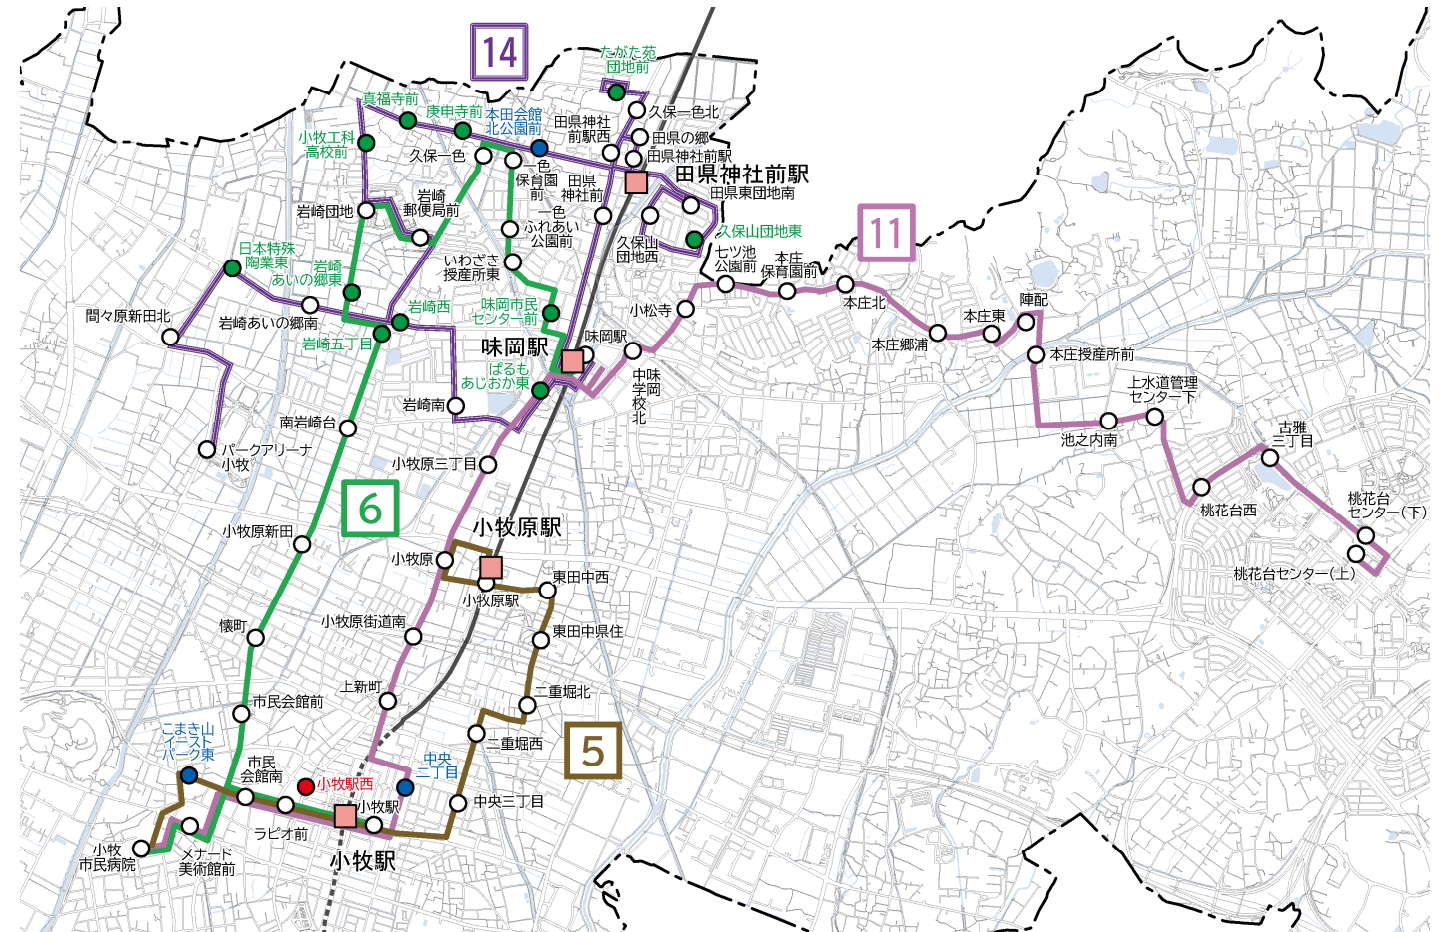 14
たがた苑
団地前
真福寺前
庚申寺前
本田会館
北公園前
田県神社
前駅西
久保一色北
小牧工科
高校前
田県の郷
久保一色
田県神社前駅
一色
保育園
前
田県
神社前
田県神社前駅
岩崎
郵便局前
田県東団地南
岩崎団地
一色
ふれあい
公園前
久保山
団地西
久保山団地東
11
日本特殊
陶業東
岩崎
あいの郷東
いわざき
授産所東
七ツ池
公園前
本庄
保育園前
本庄北
陣配
間々原新田北
岩崎あいの郷南
岩崎西
味岡市民
センター前
小松寺
本庄東
岩崎五丁目
味岡駅
味岡駅
本庄郷浦
本庄授産所前
ぱるも
あじおか東
味岡
中学校北
上水道管理
センター下
岩崎南
南岩崎台
池之内南
古雅
三丁目
パークアリーナ
小牧
小牧原三丁目
6
桃花台西
桃花台
センター(下)
小牧原新田
小牧原駅
小牧原
小牧原駅
東田中西
桃花台センター(上)
懐町
小牧原街道南
東田中県住
上新町
二重堀北
市民会館前
こまき山
イースト
パーク東
二重堀西
5
市民
会館南
小牧駅西
中央
二丁目
小牧駅
中央三丁目
ラピオ前
小牧
市民病院
メナード
美術館前
小牧駅